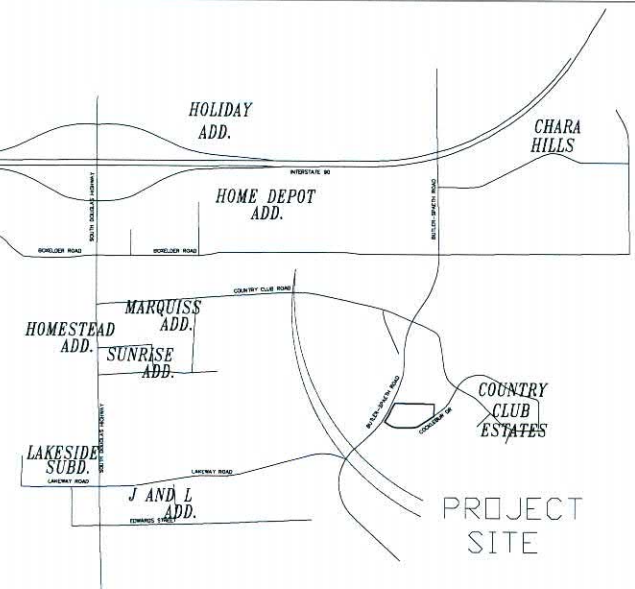 HOLIDAY
ADD.
CHARA
HILLS
INTERSTATE 90
SOUTH DOUGLAS HIGHWAY
HOME DEPOT
ADD.
BUTLER-SPAETH ROAD
BOXELDER ROAD
BOXELDER ROAD
COUNTRY CLUB ROAD
MARQUISS
ADD.
HOMESTEAD
ADD.
SUNRISE
ADD.
BUTLER-SPAETH ROAD
COUNTRY
CLUB
ESTATES
COCKLEBUR DR
SOUTH DOUGLAS HIGHWAY
LAKESIDE
SUBD.
LAKEWAY ROAD
LAKEWAY ROAD
J AND L
ADD.
EDWARDS STREET
PROJECT
SITE